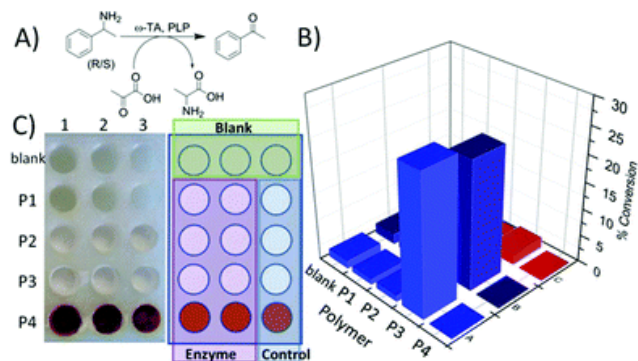 A)
NH2
(R/S)
ω-TA, PLP
O
O
OH
O
O
OH
NH2
B)
% Conversion
30
25
20
15
10
5
0
blank
P1
P2
P3
P4
Polymer
A
B
C
C)
1 2 3
blank
P1
P2
P3
P4
Blank
Enzyme
Control